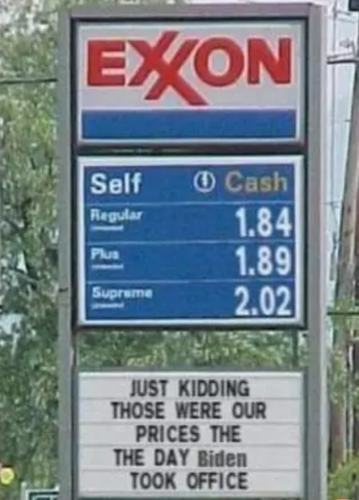 EXXON
Self Cash
Regular 1.84
Plus 1.89
Supreme 2.02
JUST KIDDING
THOSE WERE OUR
PRICES THE
THE DAY Biden
TOOK OFFICE